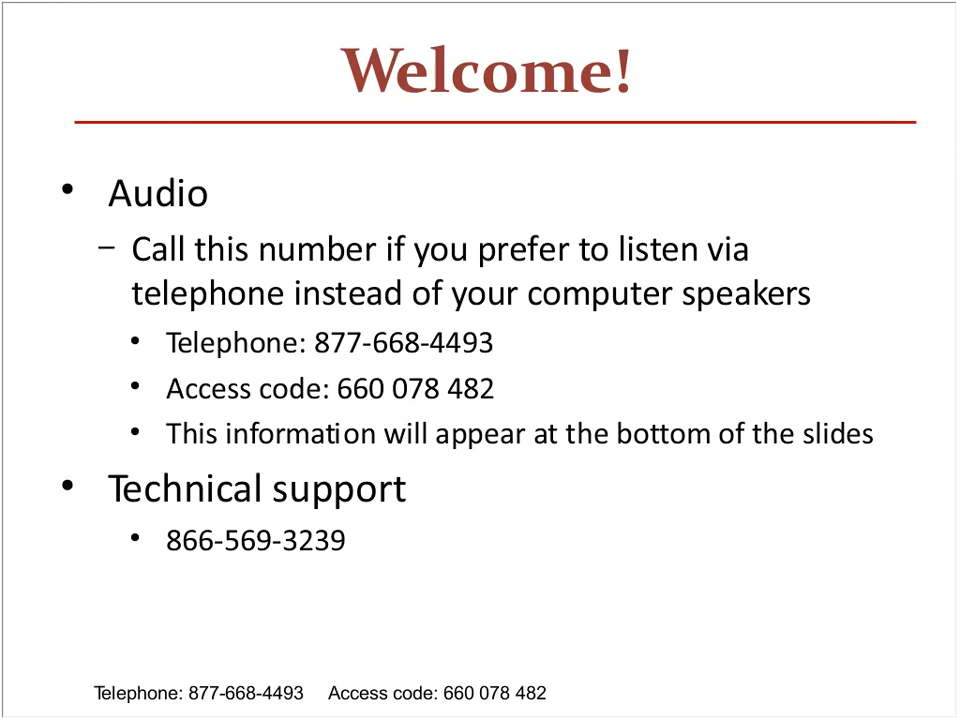 Welcome!
• Audio
– Call this number if you prefer to listen via
telephone instead of your computer speakers
• Telephone: 877-668-4493
• Access code: 660 078 482
• This information will appear at the bottom of the slides
• Technical support
• 866-569-3239
Telephone: 877-668-4493 Access code: 660 078 482